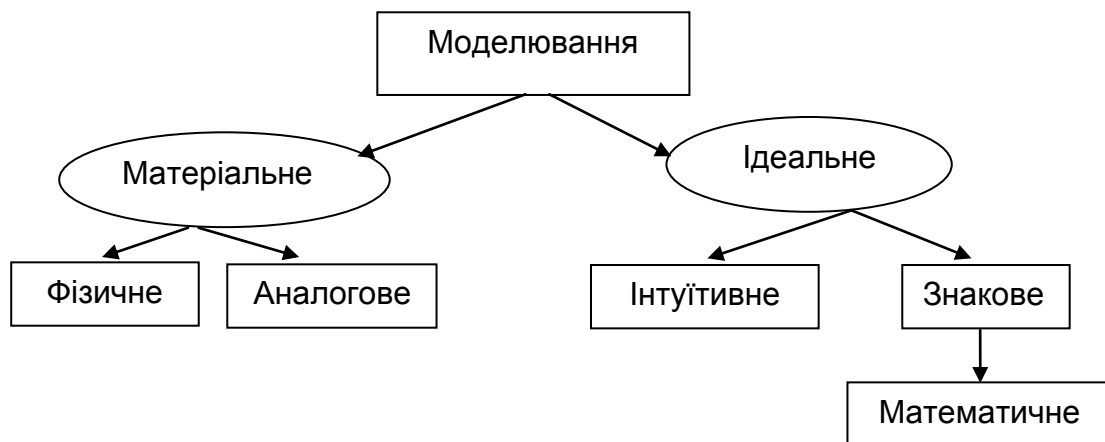 Моделювання
Матеріальне
Ідеальне
Фізичне
Аналогове
Інтуїтивне
Знакове
Математичне